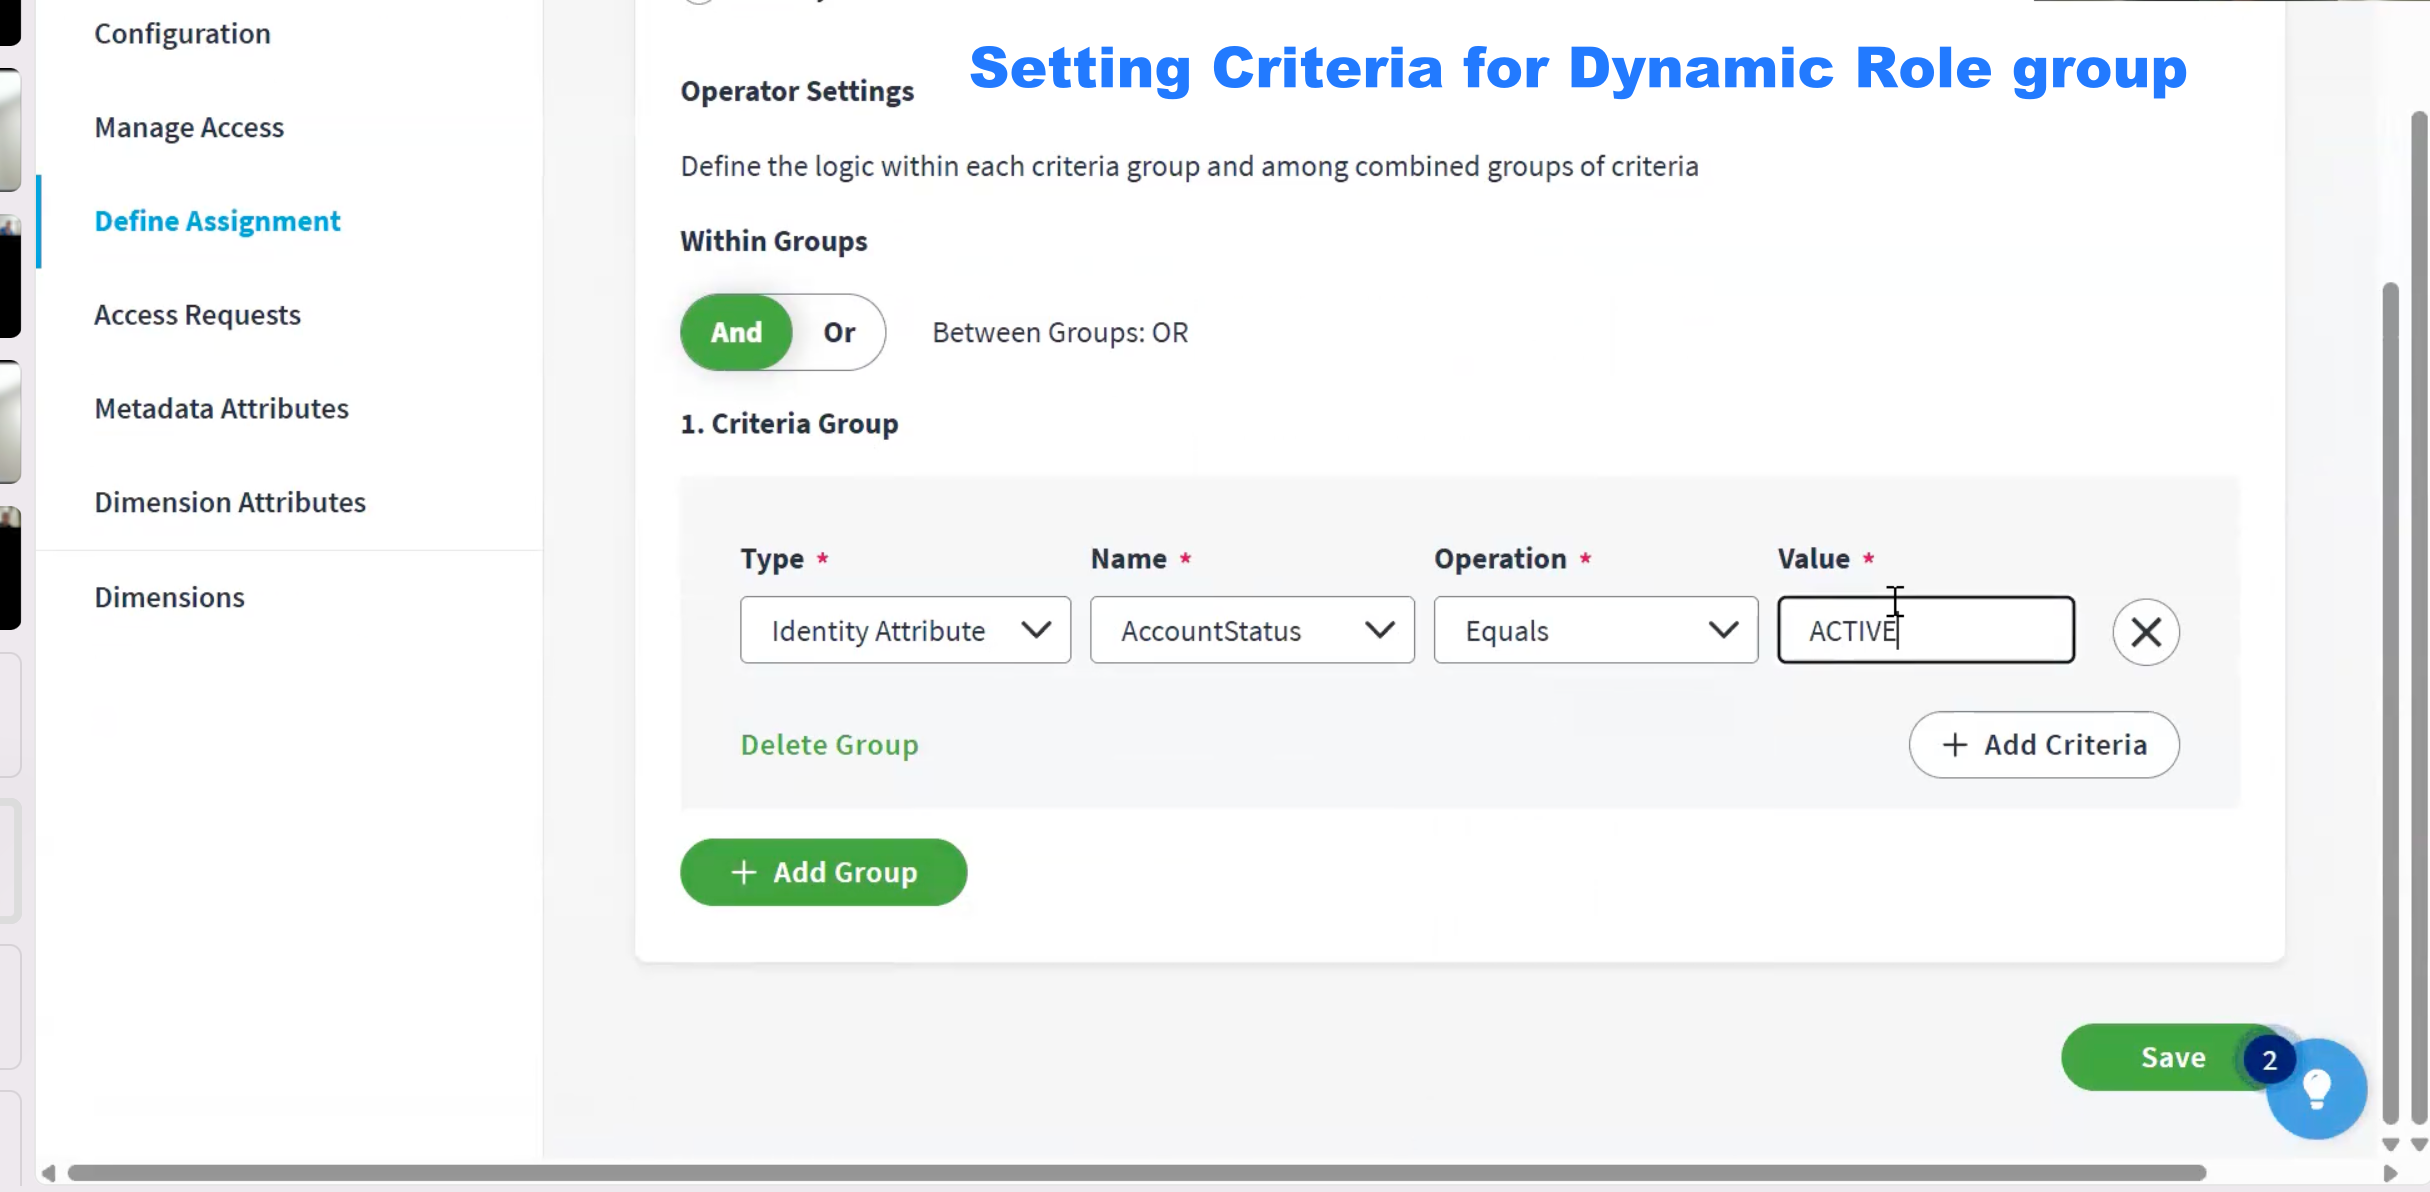 Configuration
Manage Access
Define Assignment
Access Requests
Metadata Attributes
Dimension Attributes
Dimensions
Setting Criteria for Dynamic Role group
Operator Settings
Define the logic within each criteria group and among combined groups of criteria
Within Groups
And Or Between Groups: OR
1. Criteria Group
Type * Name * Operation * Value *
Identity Attribute AccountStatus Equals ACTIVE
Delete Group + Add Criteria
+ Add Group
Save 2